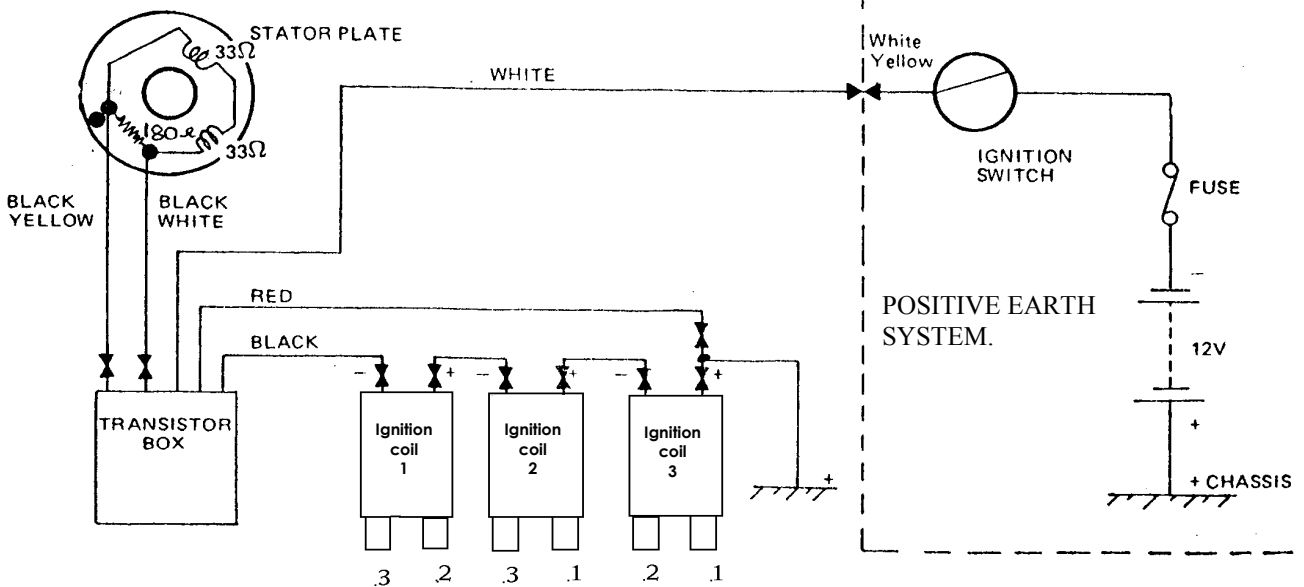 STATOR PLATE
33Ω
180Ω
33Ω
BLACK
YELLOW
BLACK
WHITE
WHITE
White
Yellow
IGNITION
SWITCH
FUSE
-
12V
+
+ CHASSIS
POSITIVE EARTH
SYSTEM.
RED
BLACK
- + - + - +
TRANSISTOR
BOX
Ignition
coil
1
Ignition
coil
2
Ignition
coil
3
+
.3 .2 .3 .1 .2 .1